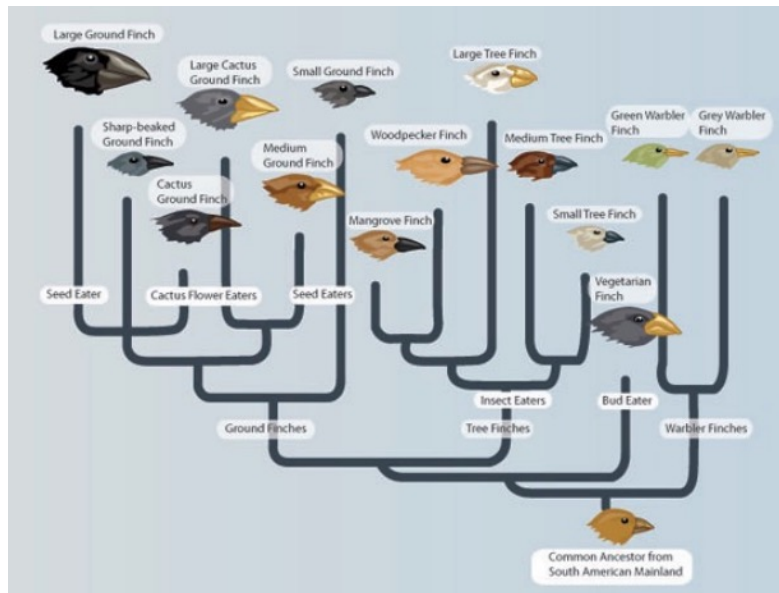 Large Ground Finch
Large Cactus
Ground Finch
Small Ground Finch
Large Tree Finch
Sharp-beaked
Ground Finch
Woodpecker Finch
Medium Tree Finch
Green Warbler
Finch
Grey Warbler
Finch
Medium
Ground Finch
Cactus
Ground Finch
Mangrove Finch
Small Tree Finch
Vegetarian
Finch
Seed Eater
Cactus Flower Eaters
Seed Eaters
Insect Eaters
Bud Eater
Ground Finches
Tree Finches
Warbler Finches
Common Ancestor from
South American Mainland